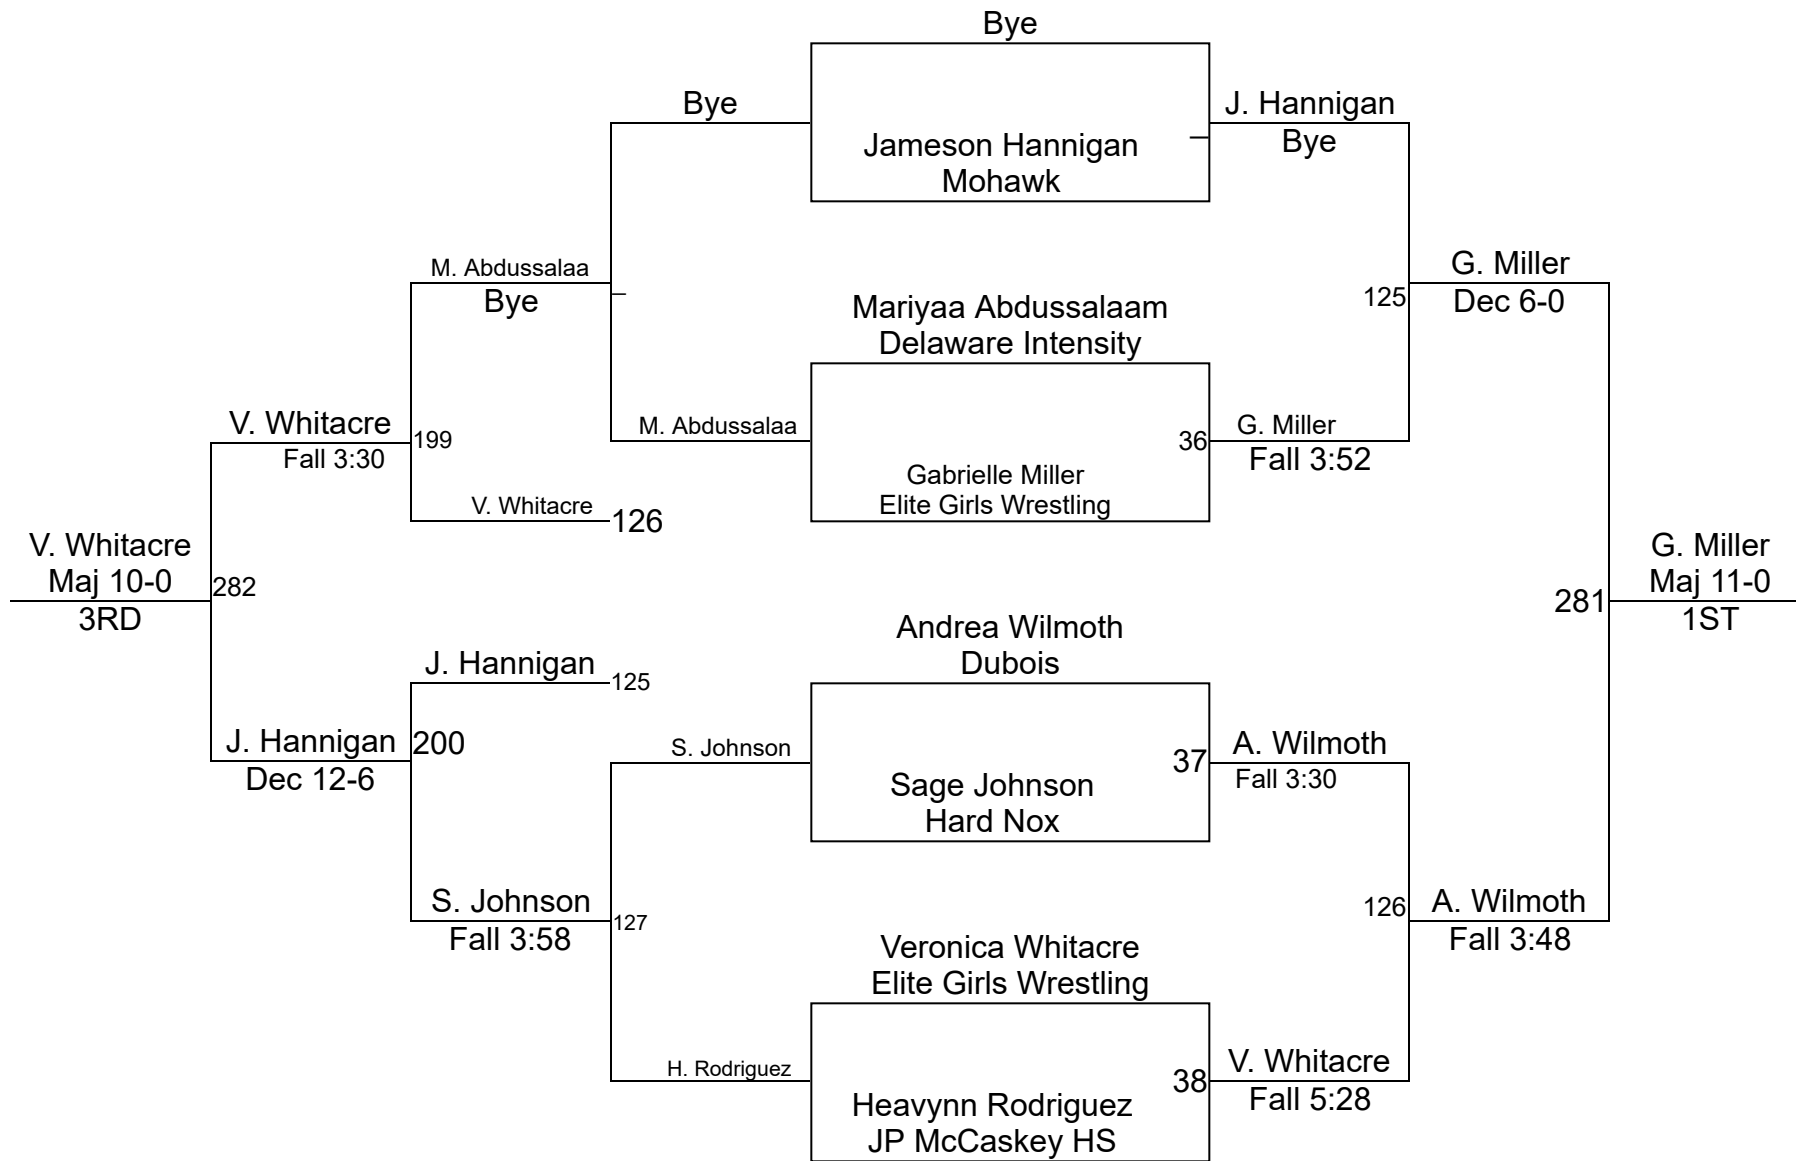 Bye
Bye
J. Hannigan
Bye
Jameson Hannigan
Mohawk
M. Abdussalaa
Bye
G. Miller
Dec 6-0
125
Mariyaa Abdussalaam
Delaware Intensity
V. Whitacre
Fall 3:30
199
M. Abdussalaa
36
G. Miller
Fall 3:52
Gabrielle Miller
Elite Girls Wrestling
V. Whitacre
126
V. Whitacre
Maj 10-0
3RD
282
281
G. Miller
Maj 11-0
1ST
Andrea Wilmoth
Dubois
J. Hannigan
125
J. Hannigan
Dec 12-6
200
S. Johnson
37
A. Wilmoth
Fall 3:30
Sage Johnson
Hard Nox
S. Johnson
Fall 3:58
127
126
A. Wilmoth
Fall 3:48
Veronica Whitacre
Elite Girls Wrestling
H. Rodriguez
38
V. Whitacre
Fall 5:28
Heavynn Rodriguez
JP McCaskey HS